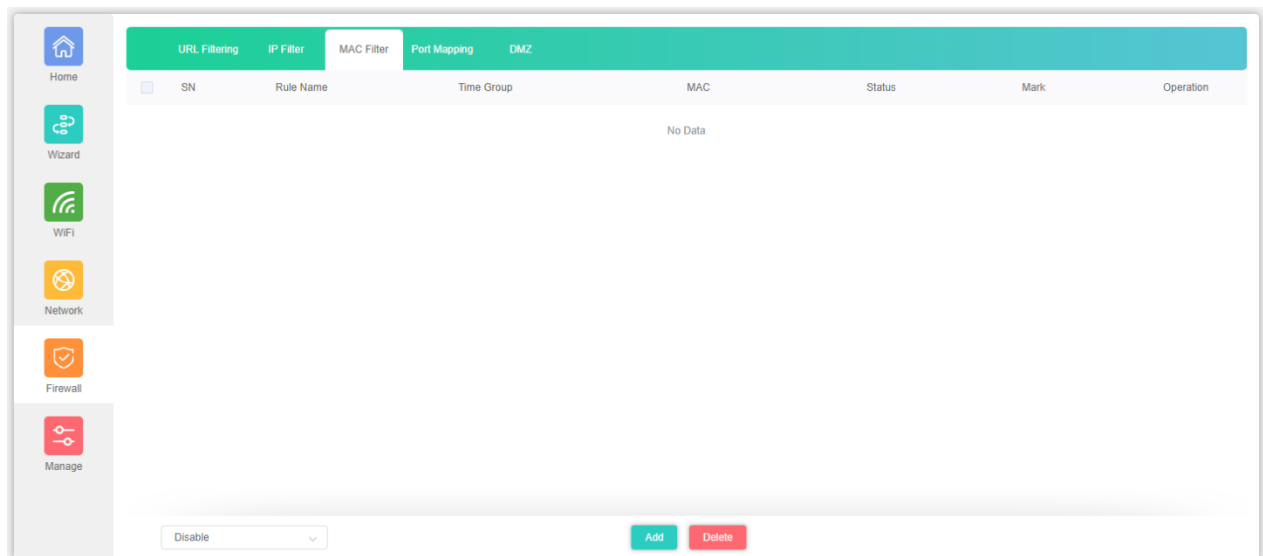 URL Filtering IP Filter MAC Filter Port Mapping DMZ
Home
SN Rule Name Time Group MAC Status Mark Operation
No Data
Wizard
WiFi
Network
Firewall
Manage
Disable Add Delete